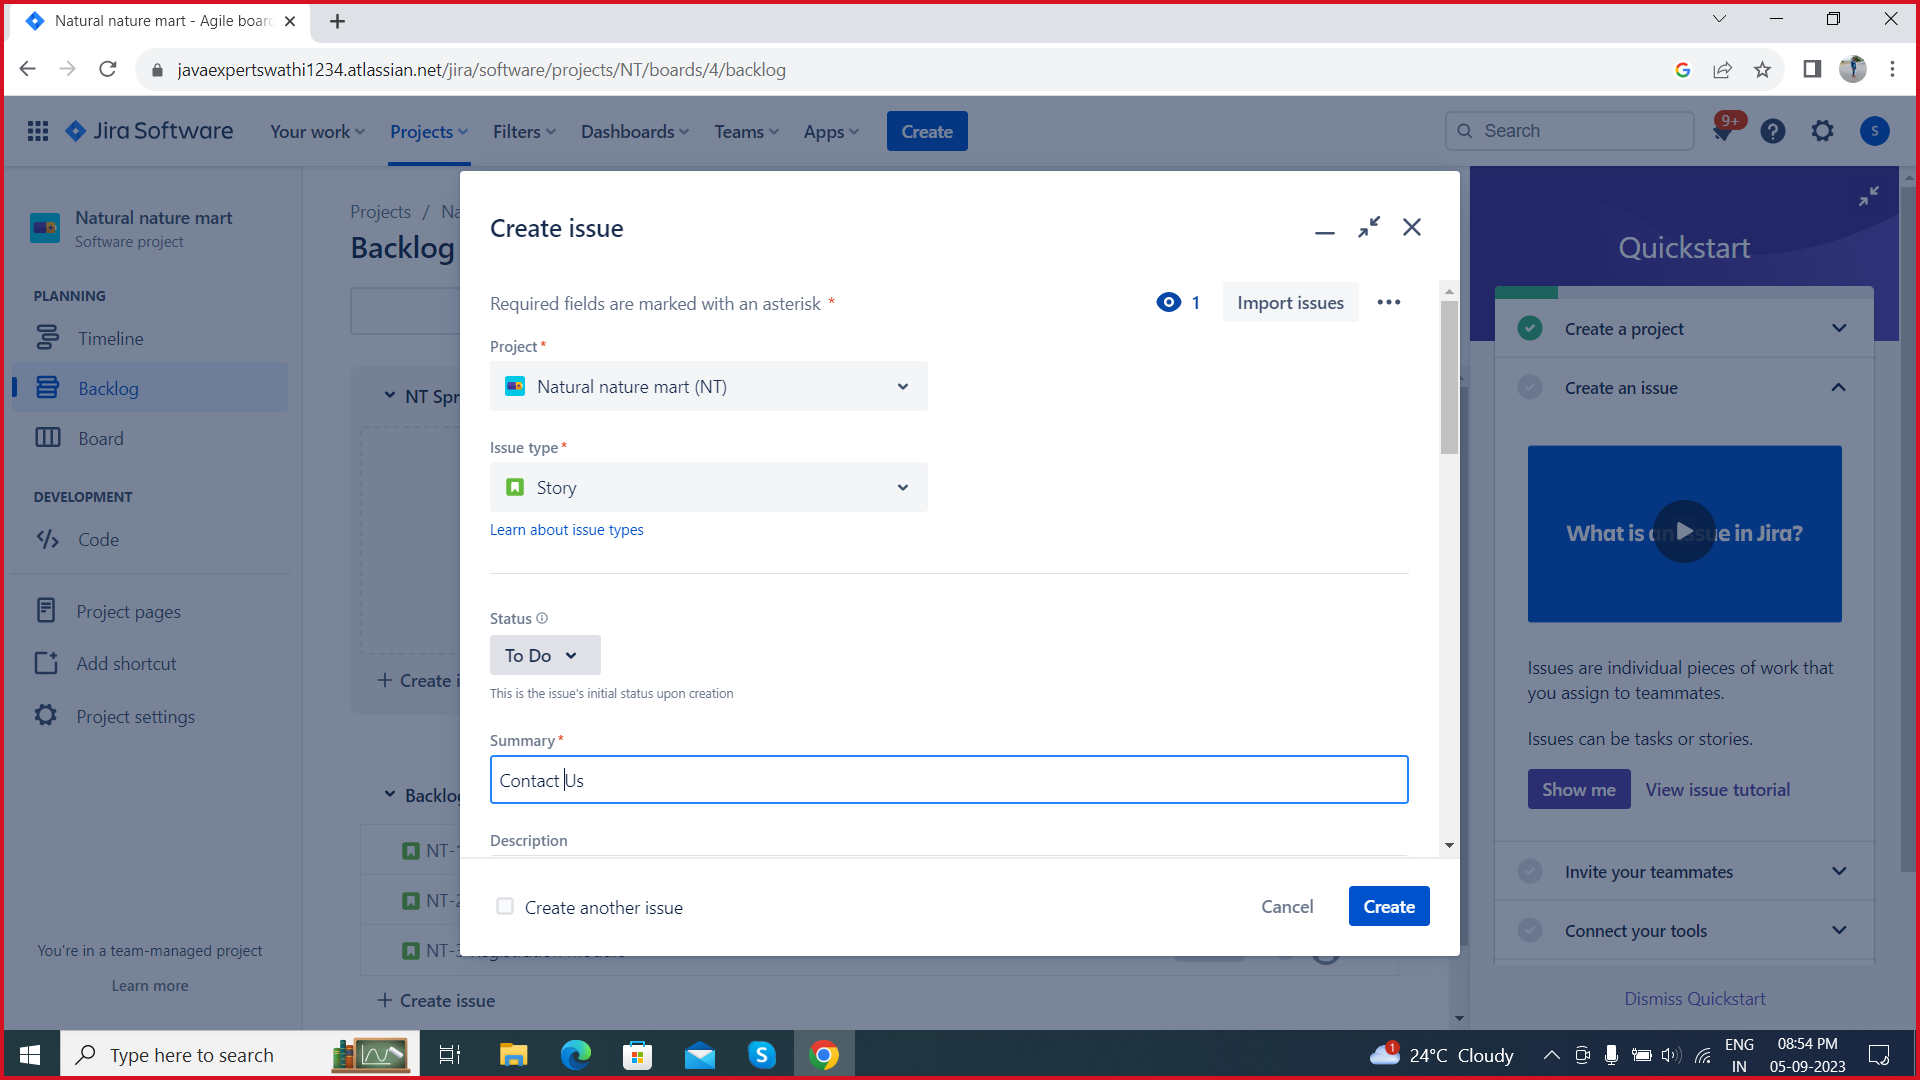 Natural nature mart - Agile boar
javaexpertswathi1234.atlassian.net/jira/software/projects/NT/boards/4/backlog
Jira Software
Your work
Projects
Filters
Dashboards
Teams
Apps
Create
Search
9+
S
Natural nature mart
Software project
PLANNING
Timeline
Backlog
Board
DEVELOPMENT
Code
Project pages
Add shortcut
Project settings
You're in a team-managed project
Learn more
Projects / Na
Backlog
NT Spr
+ Create i
Backlog
NT-1
NT-2
NT-3 Registration Module
+ Create issue
Create issue
Required fields are marked with an asterisk *
1
Import issues
Project *
Natural nature mart (NT)
Issue type *
Story
Learn about issue types
Status
To Do
This is the issue's initial status upon creation
Summary *
Contact Us
Description
Create another issue
Cancel
Create
Quickstart
Create a project
Create an issue
What is an issue in Jira?
Issues are individual pieces of work that
you assign to teammates.
Issues can be tasks or stories.
Show me
View issue tutorial
Invite your teammates
Connect your tools
Dismiss Quickstart
Type here to search
1
24°C Cloudy
ENG
IN
08:54 PM
05-09-2023